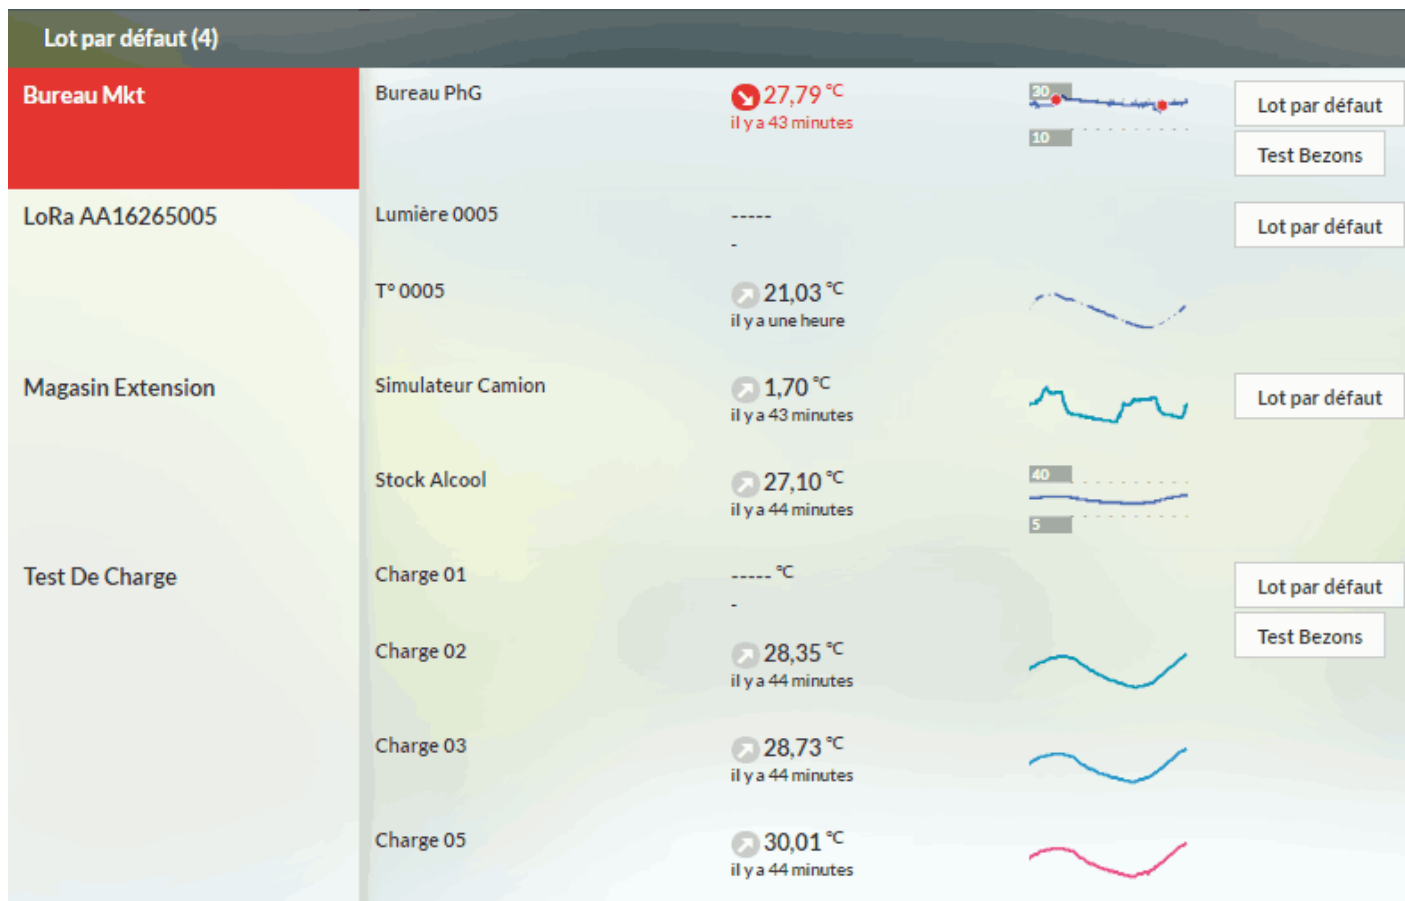 Lot par défaut (4)
Bureau Mkt
Bureau PhG
27,79 °C
il y a 43 minutes
30
10
Lot par défaut
Test Bezons
LoRa AA16265005
Lumière 0005
-----
-
Lot par défaut
T° 0005
21,03 °C
il y a une heure
Magasin Extension
Simulateur Camion
1,70 °C
il y a 43 minutes
Lot par défaut
Stock Alcool
27,10 °C
il y a 44 minutes
40
5
Test De Charge
Charge 01
----- °C
-
Lot par défaut
Test Bezons
Charge 02
28,35 °C
il y a 44 minutes
Charge 03
28,73 °C
il y a 44 minutes
Charge 05
30,01 °C
il y a 44 minutes